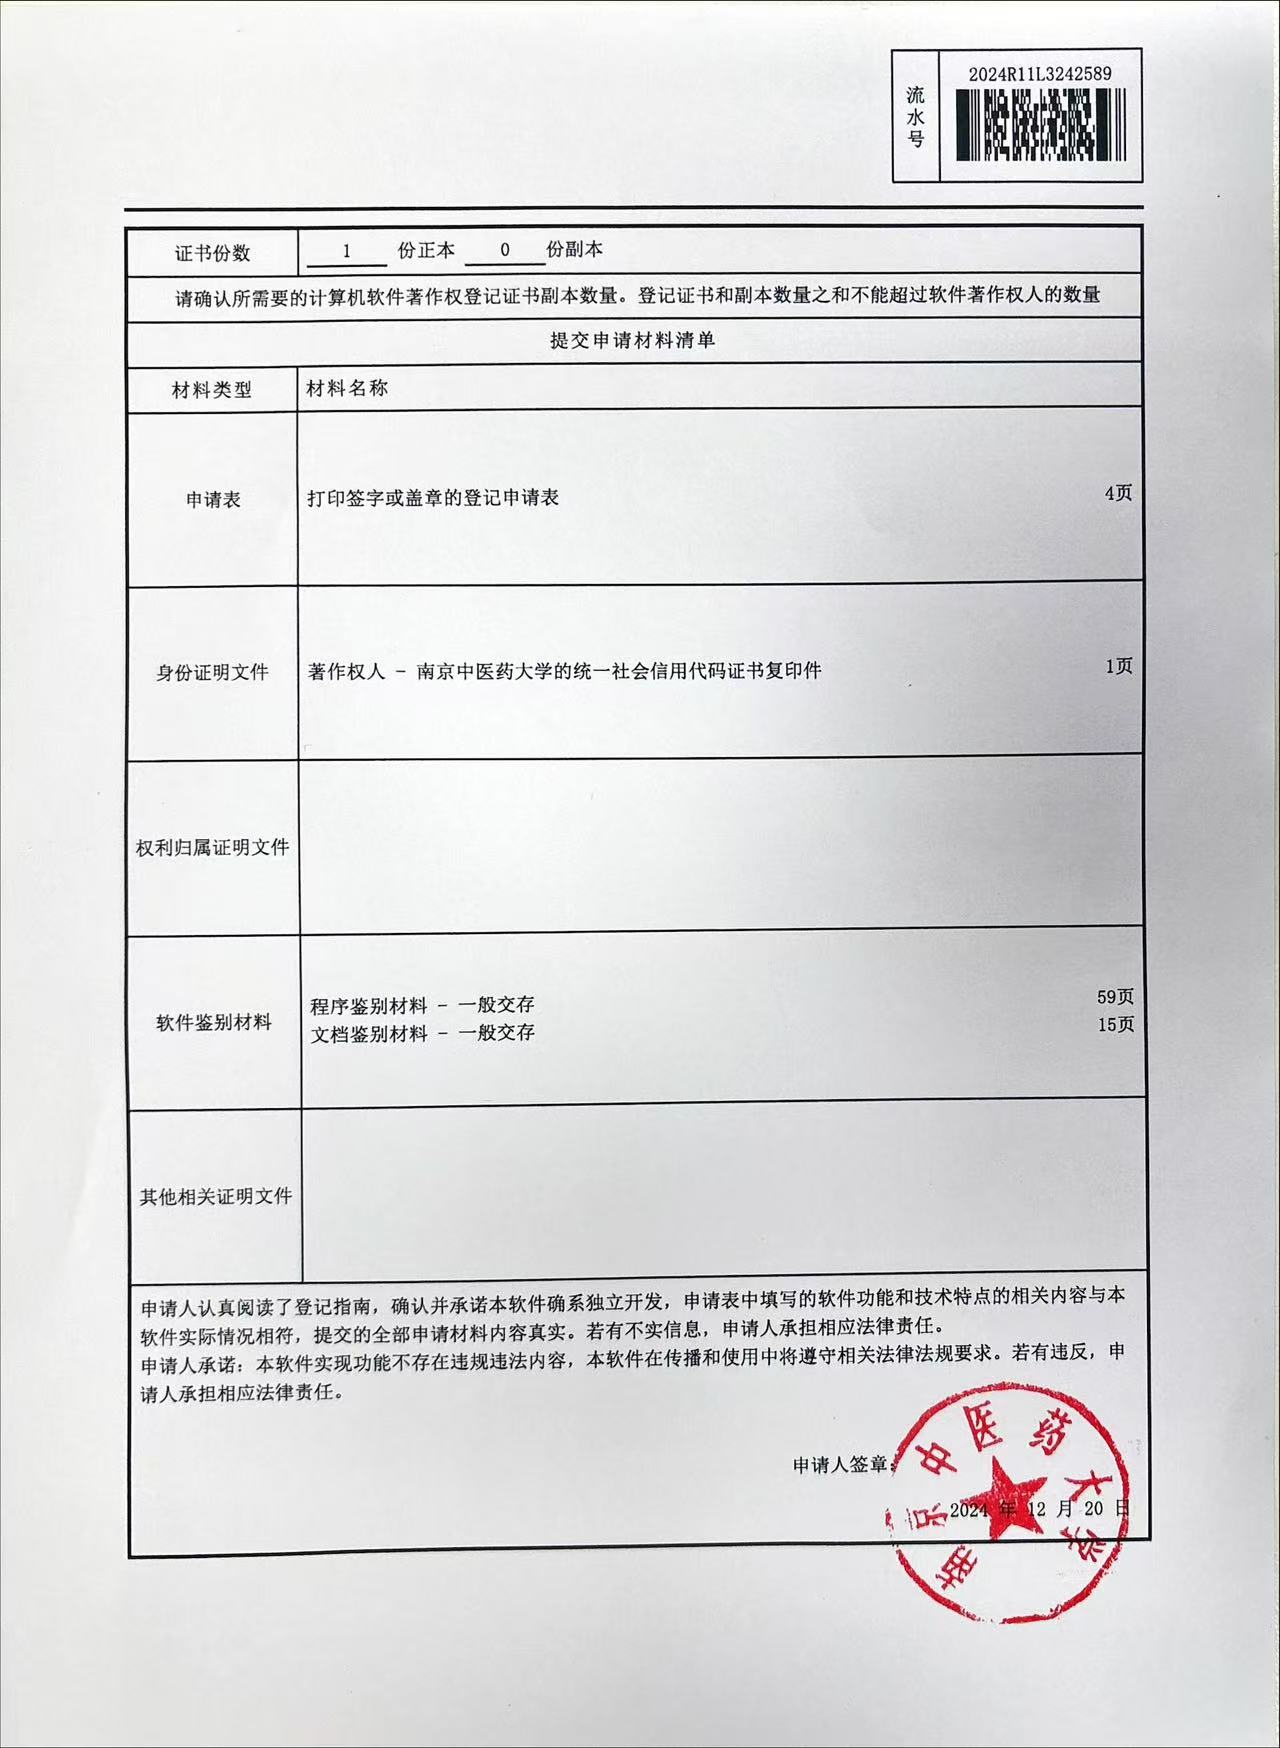 流水号
2024R11L3242589
证书份数 1 份正本 0 份副本
请确认所需要的计算机软件著作权登记证书副本数量。登记证书和副本数量之和不能超过软件著作权人的数量
提交申请材料清单
材料类型 材料名称
申请表 打印签字或盖章的登记申请表 4页
身份证明文件 著作权人 - 南京中医药大学的统一社会信用代码证书复印件 1页
权利归属证明文件
软件鉴别材料
程序鉴别材料 - 一般交存 59页
文档鉴别材料 - 一般交存 15页
其他相关证明文件
申请人认真阅读了登记指南，确认并承诺本软件确系独立开发，申请表中填写的软件功能和技术特点的相关内容与本
软件实际情况相符，提交的全部申请材料内容真实。若有不实信息，申请人承担相应法律责任。
申请人承诺：本软件实现功能不存在违规违法内容，本软件在传播和使用中将遵守相关法律法规要求。若有违反，申
请人承担相应法律责任。
申请人签章：
2024 年 12 月 20 日
南京中医药大学